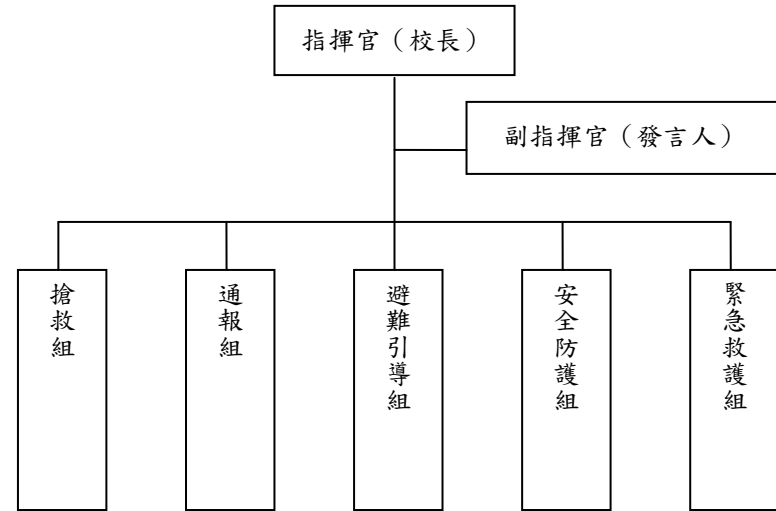 指揮官（校長）
副指揮官（發言人）
搶救組
通報組
避難引導組
安全防護組
緊急救護組